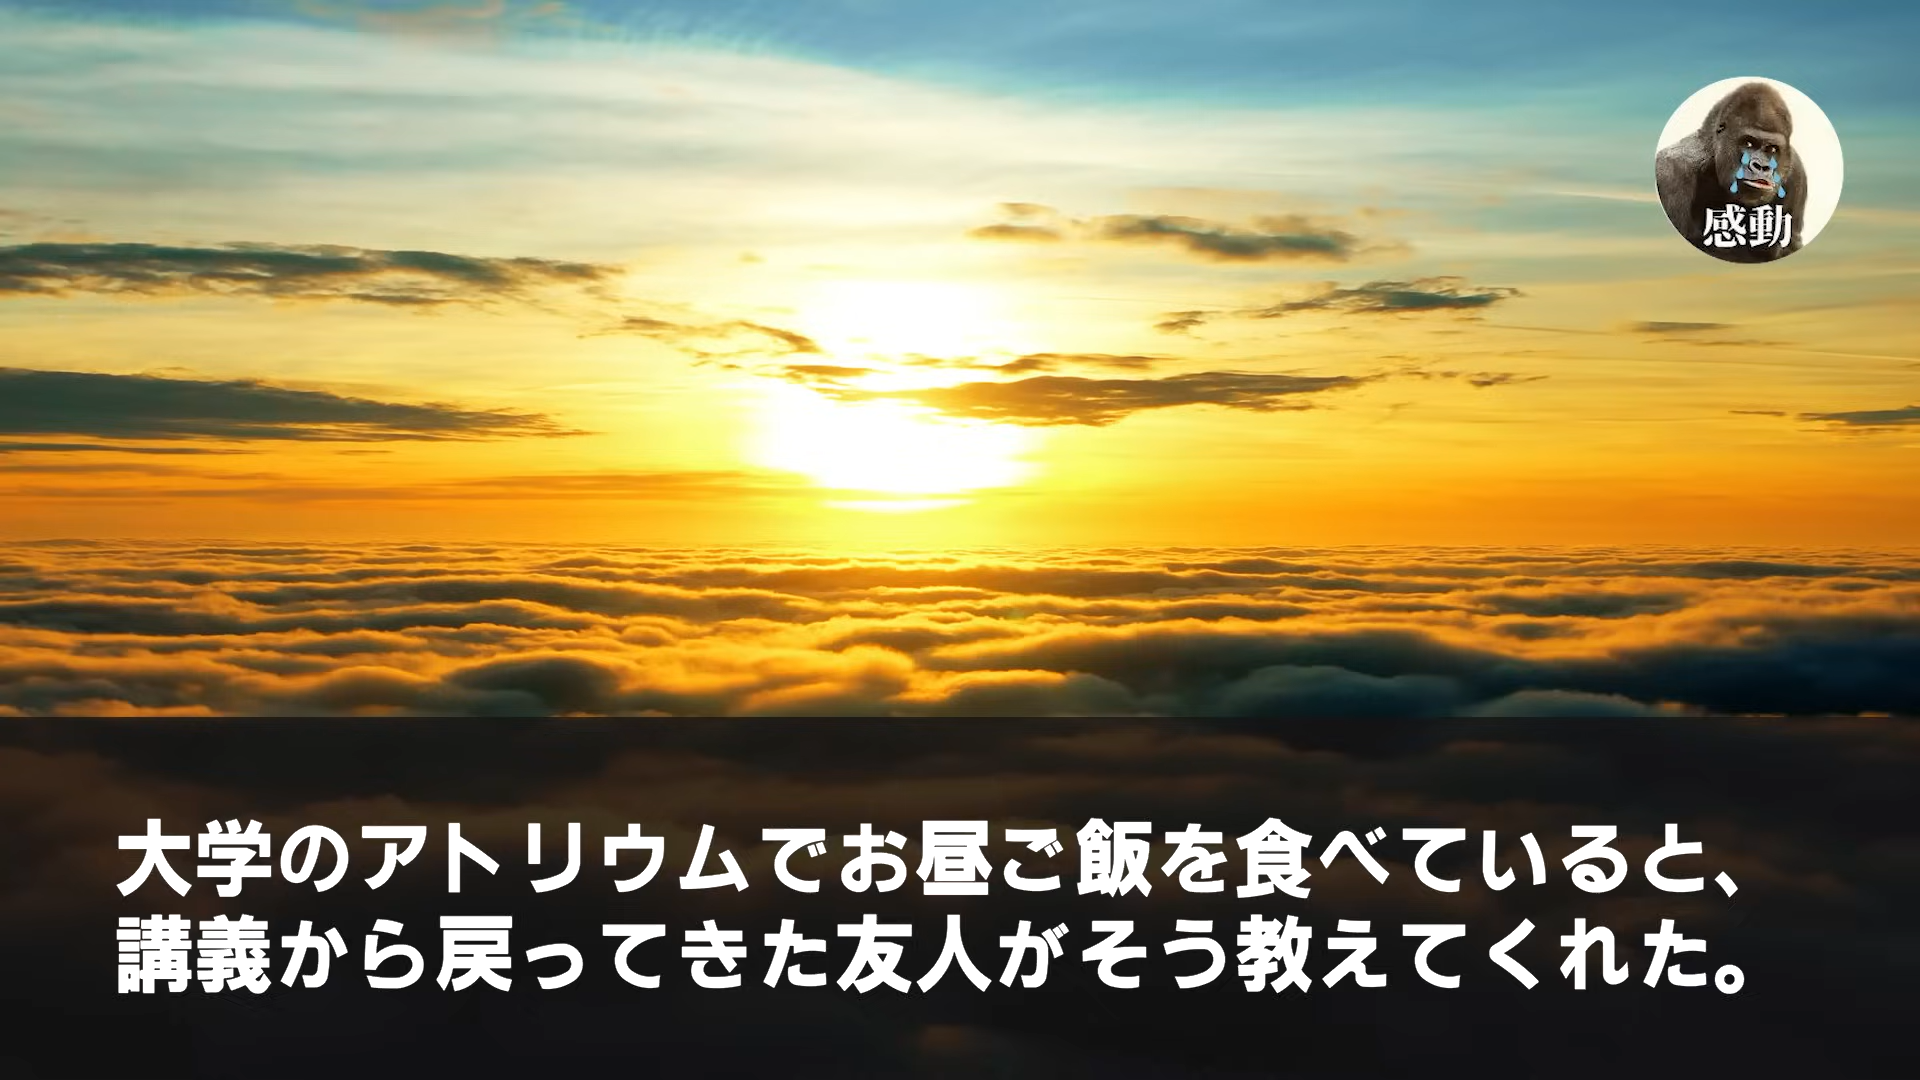 感動
大学のアトリウムでお昼ご飯を食べていると、
講義から戻ってきた友人がそう教えてくれた。